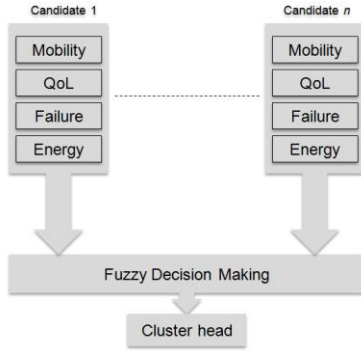 Candidate 1
Candidate n
Mobility
QoL
Failure
Energy
Mobility
QoL
Failure
Energy
Fuzzy Decision Making
Cluster head